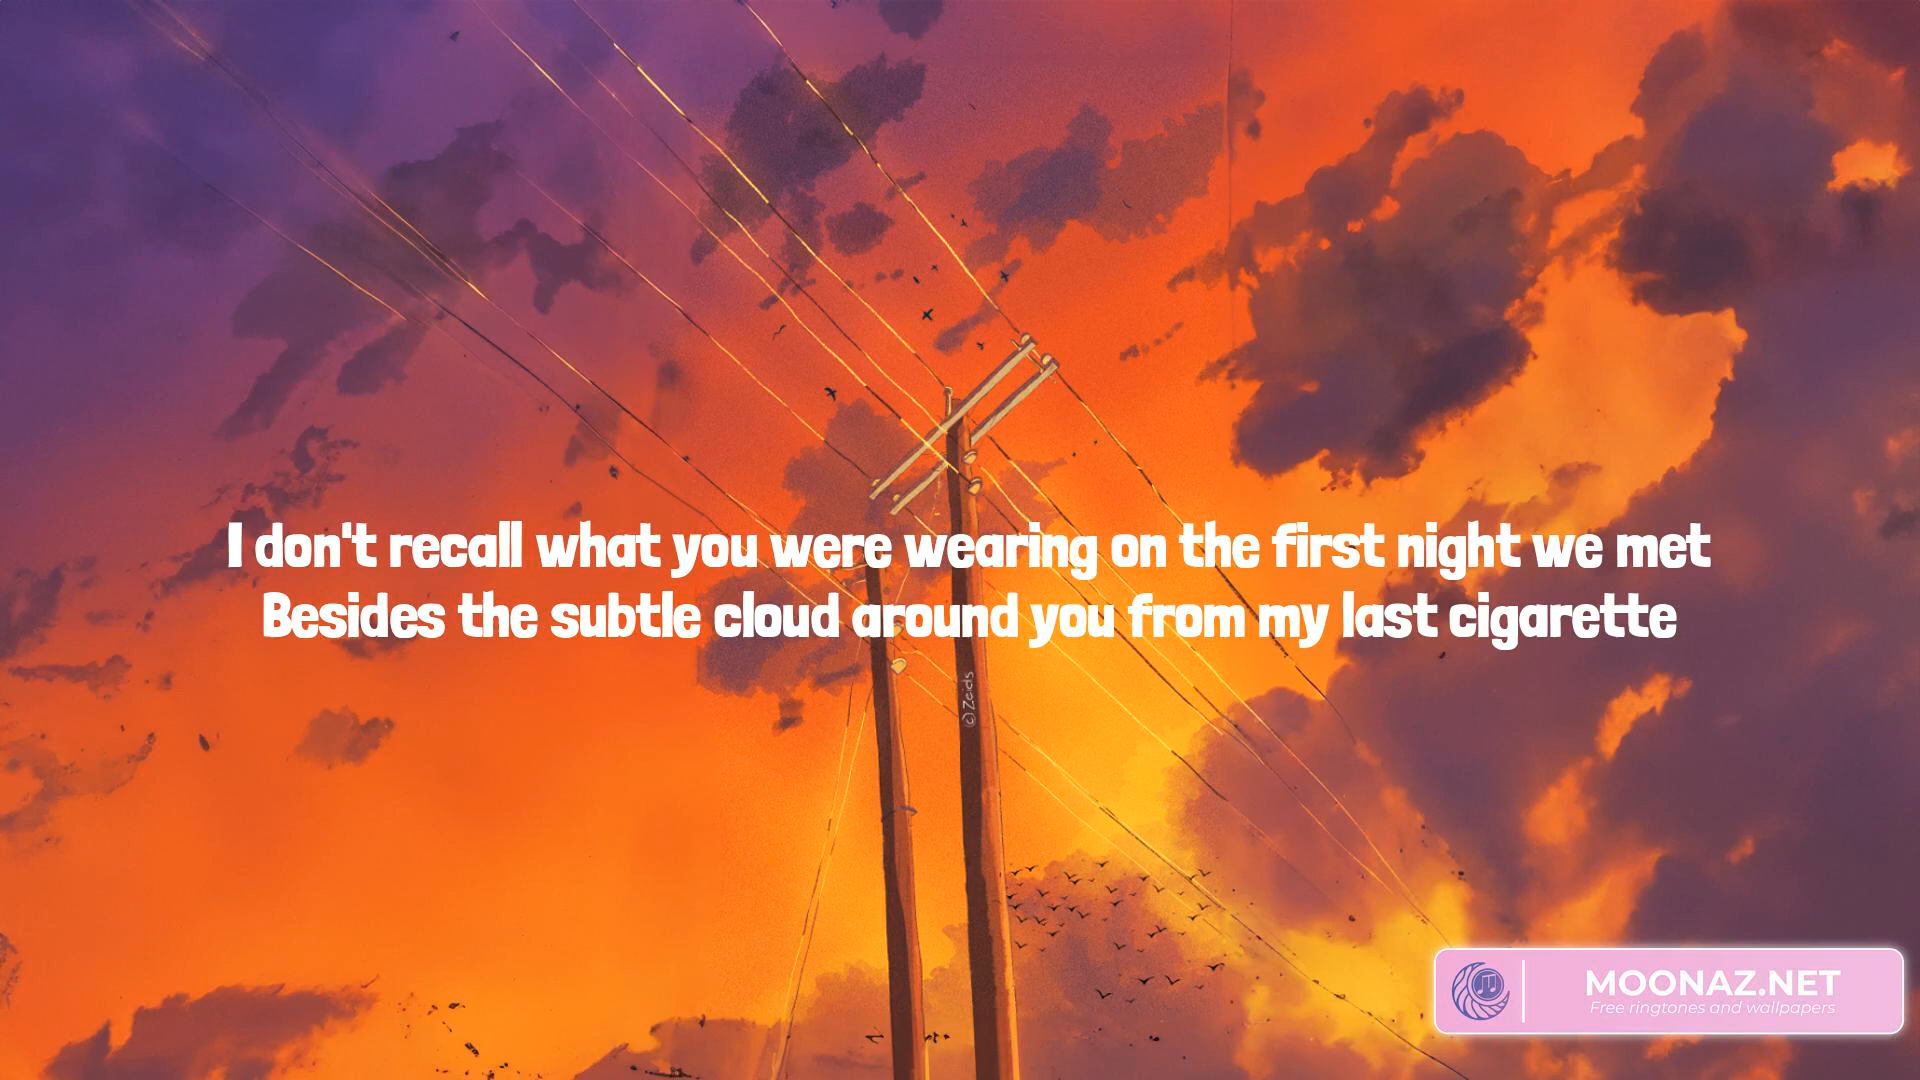 I don't recall what you were wearing on the first night we met
Besides the subtle cloud around you from my last cigarette
(c) Zeids
MOONAZ.NET
Free ringtones and wallpapers